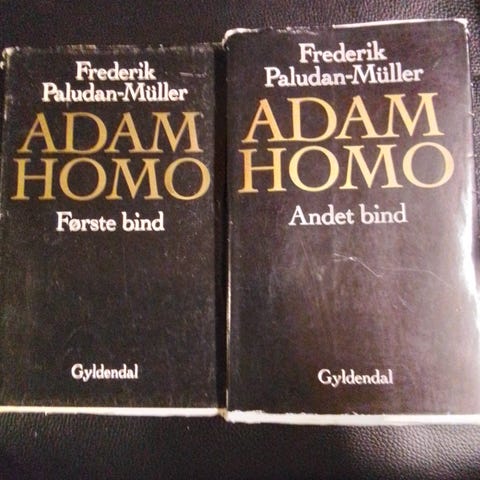 Frederik
Paludan-Müller
ADAM
HOMO
Første bind
Gyldendal
Frederik
Paludan-Müller
ADAM
HOMO
Andet bind
Gyldendal